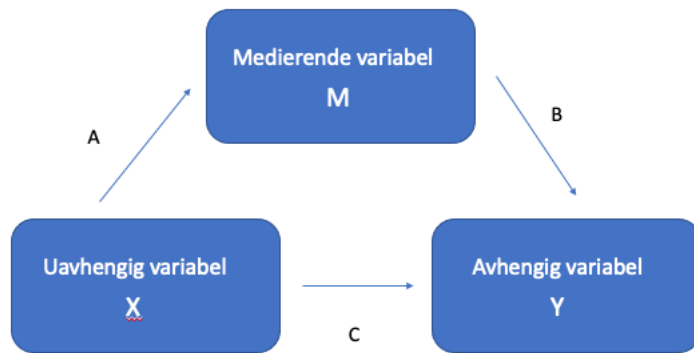 Medierende variabel
M
A
B
Uavhengig variabel
X
Avhengig variabel
Y
C